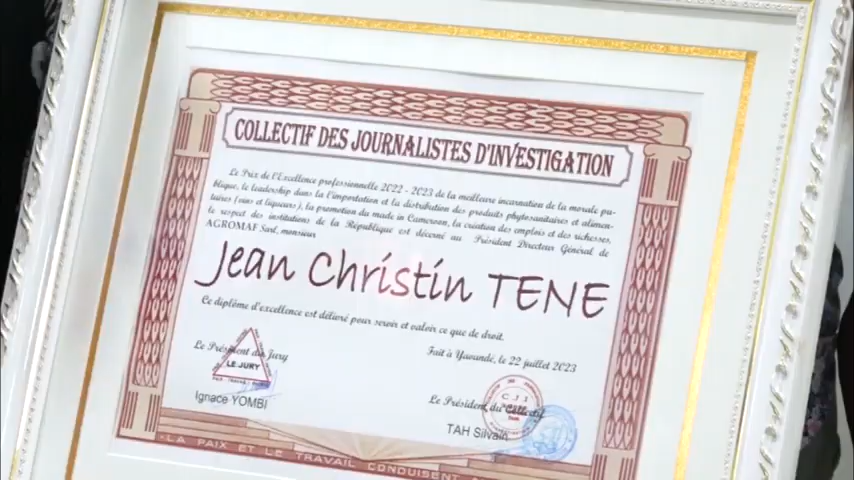 COLLECTIF DES JOURNALISTES D'INVESTIGATION
Le Prix de l'Excellence professionnelle 2022 - 2023 de la meilleure incarnation de la morale pu-
blique, le leadership dans l'importation et la distribution des produits phytosanitaires et alimen-
taires (vins et liqueurs), la promotion du made in Cameroon, la création des emplois et des richesses,
le respect des institutions de la République est décerné au Président Directeur Général de
AGROMAF Sarl, monsieur
Jean Christin TENE
Ce diplôme d'excellence est délivré pour servir et valoir ce que de droit.
Fait à Yaoundé, le 22 juillet 2023
Le Président du Jury
LE JURY
Ignace YOMBI
Le Président du Collectif
C J I
TAH Silvain
LA PAIX ET LE TRAVAIL CONDUISENT